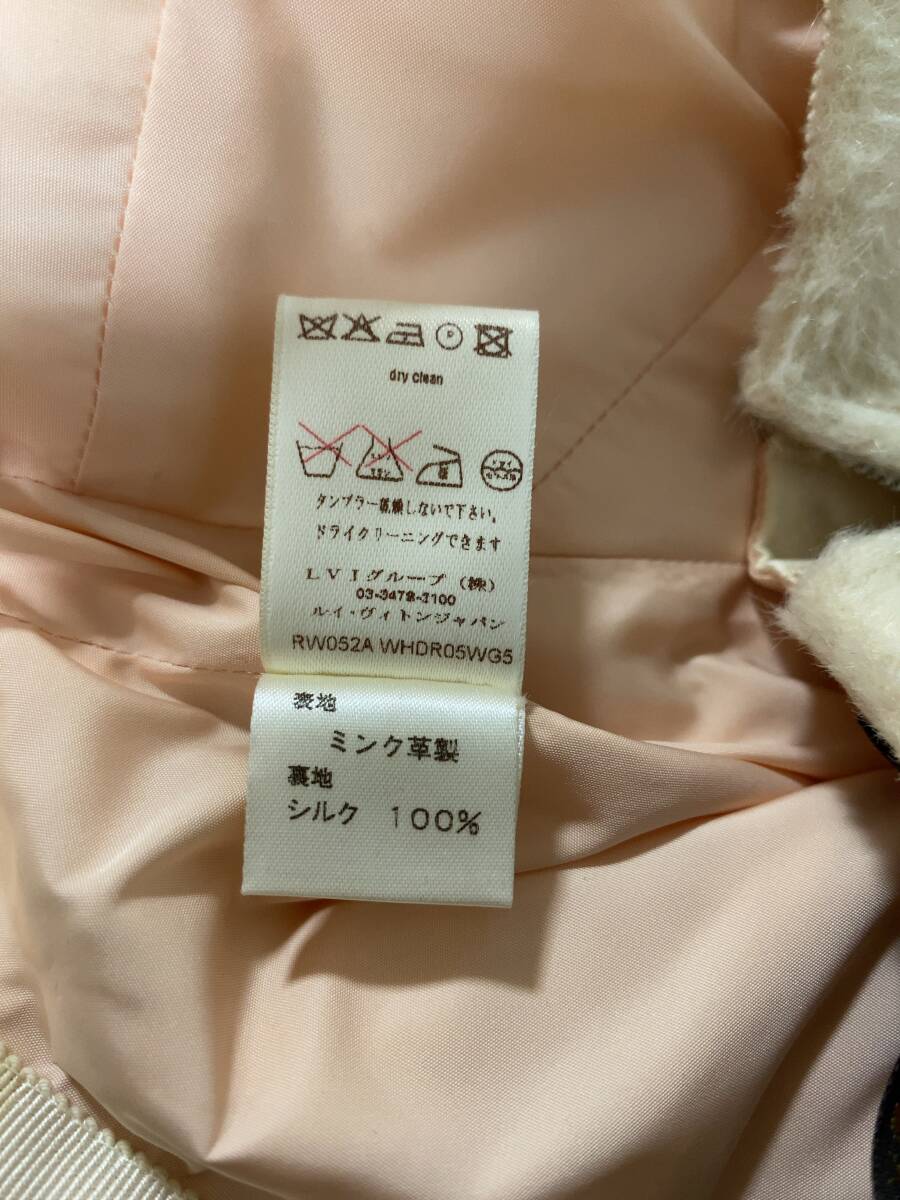 P
dry clean
タンブラー乾燥しないで下さい。
ドライクリーニングできます
LVIグループ(株)
03-3478-2100
ルイ・ヴィトンジャパン
RW052A WHDR05WG5
表地
ミンク革製
裏地
シルク 100%